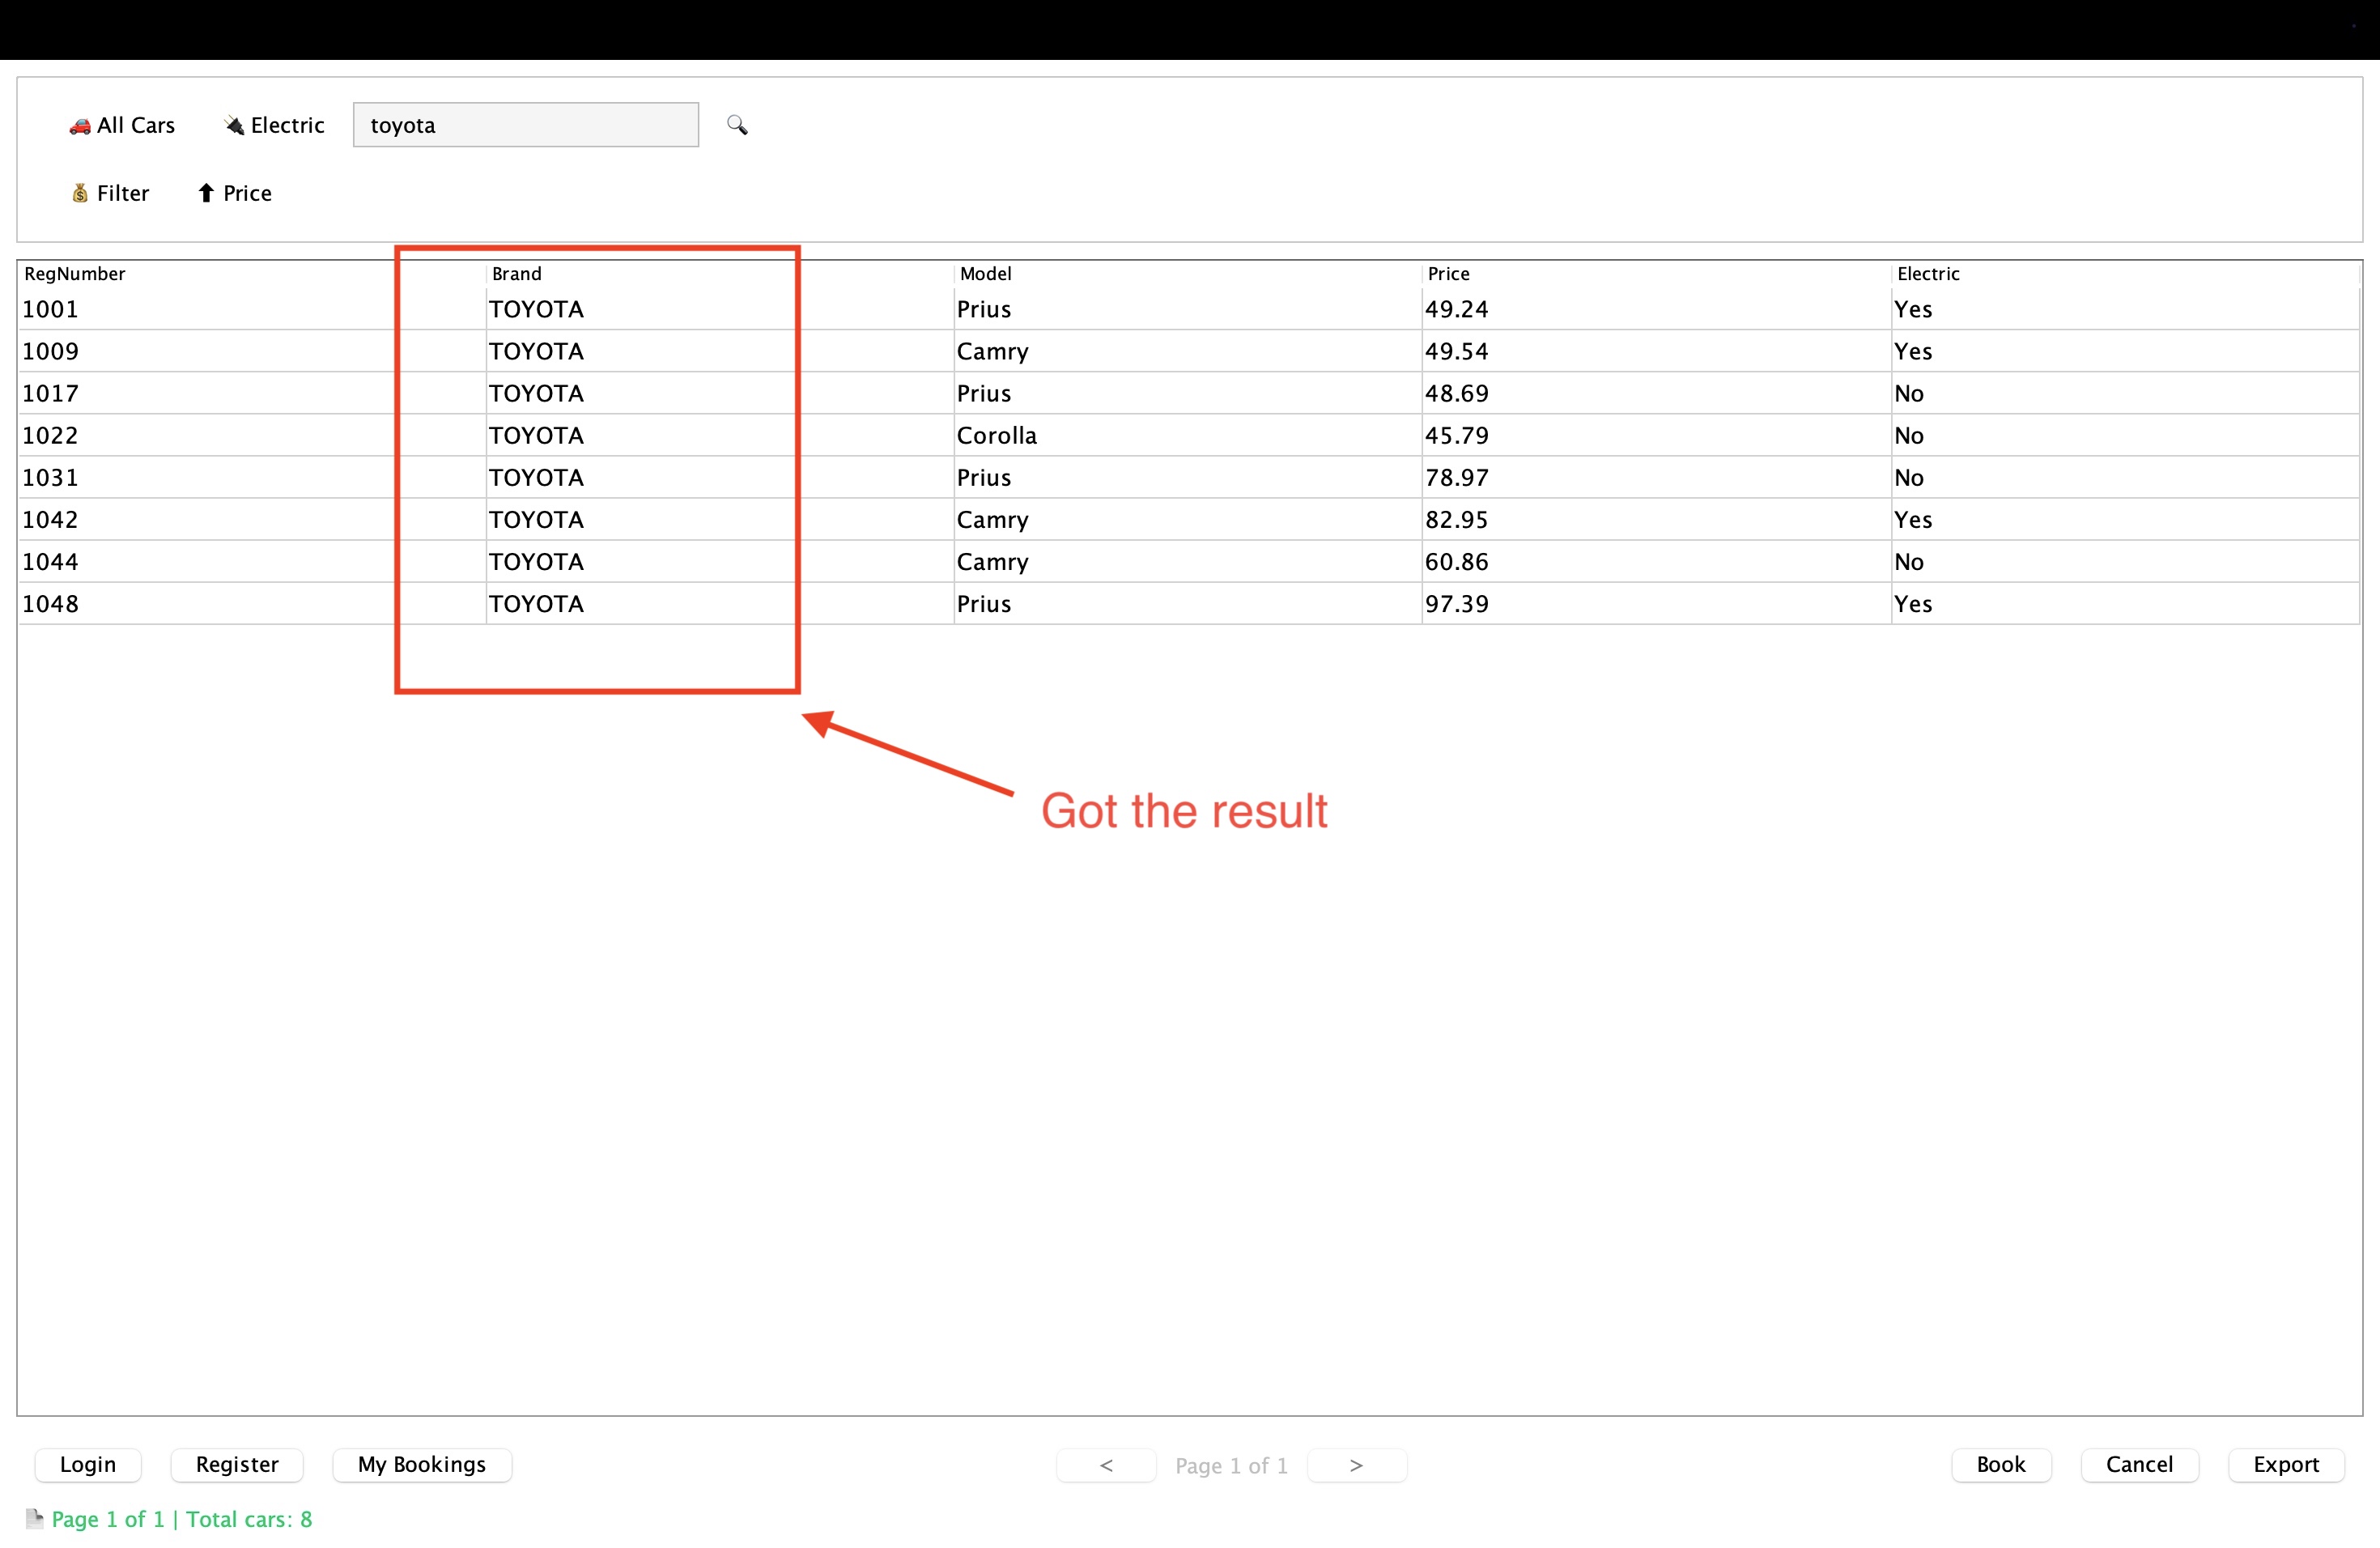 🚗 All Cars 🔌 Electric toyota 🔍
💰 Filter ⬆ Price
RegNumber Brand Model Price Electric
1001 TOYOTA Prius 49.24 Yes
1009 TOYOTA Camry 49.54 Yes
1017 TOYOTA Prius 48.69 No
1022 TOYOTA Corolla 45.79 No
1031 TOYOTA Prius 78.97 No
1042 TOYOTA Camry 82.95 Yes
1044 TOYOTA Camry 60.86 No
1048 TOYOTA Prius 97.39 Yes
Got the result
Login Register My Bookings < Page 1 of 1 > Book Cancel Export
Page 1 of 1 | Total cars: 8